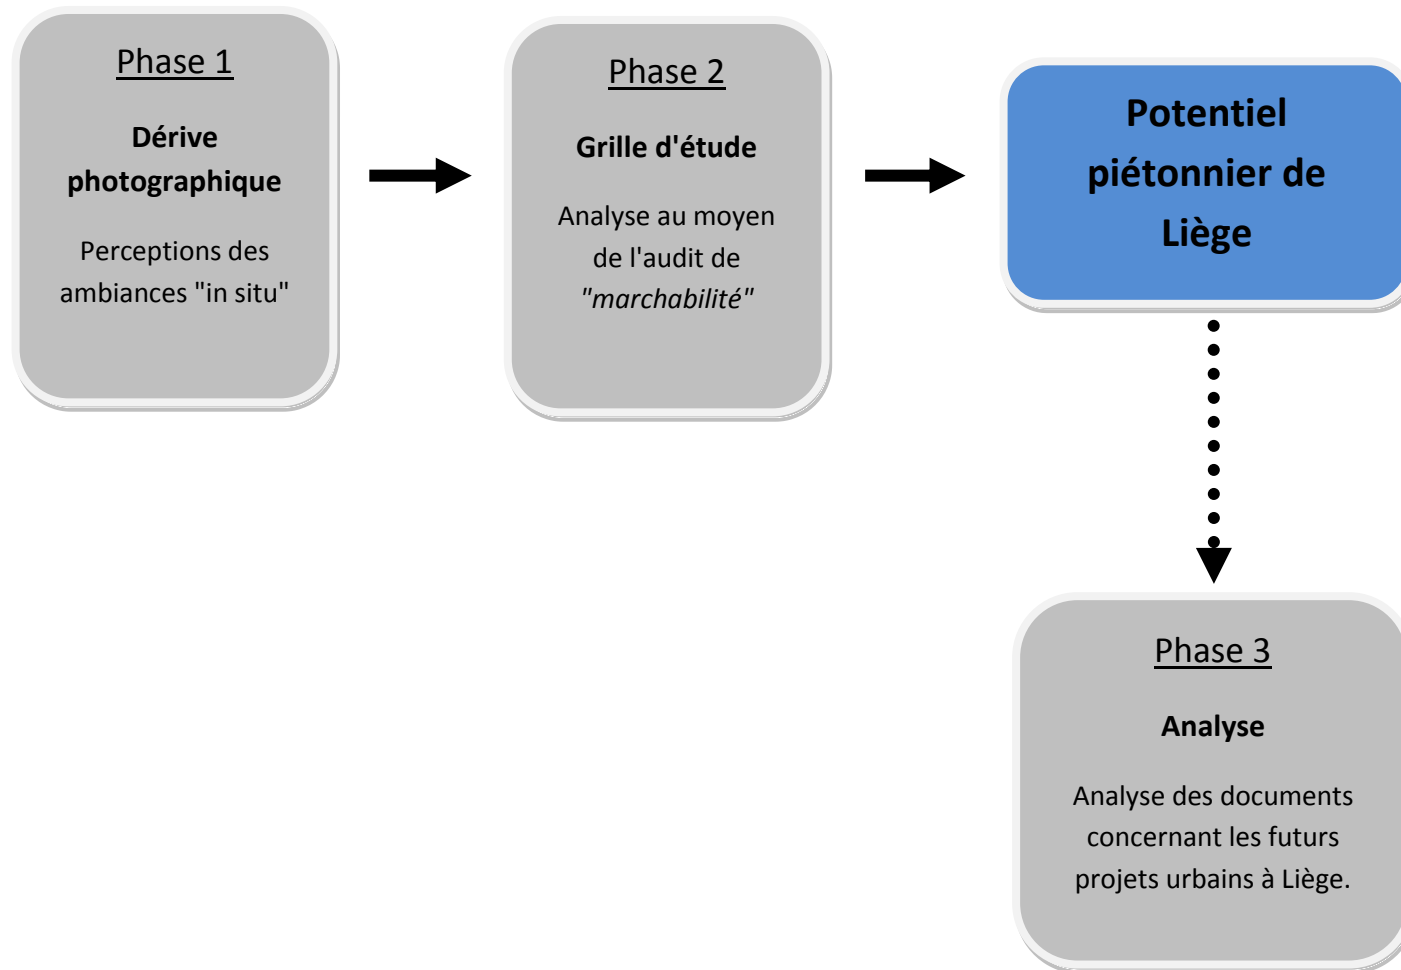 Phase 1
Dérive
photographique
Perceptions des
ambiances "in situ"
Phase 2
Grille d'étude
Analyse au moyen
de l'audit de
"marchabilité"
Potentiel
piétonnier de
Liège
Phase 3
Analyse
Analyse des documents
concernant les futurs
projets urbains à Liège.